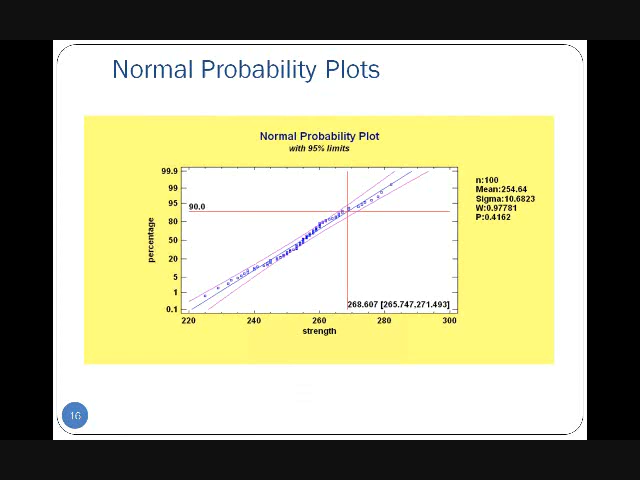 Normal Probability Plots
Normal Probability Plot
with 95% limits
99.9
99
95
90.0
80
50
20
5
1
0.1
percentage
n:100
Mean:254.64
Sigma:10.6823
W:0.97781
P:0.4162
268.607 [265.747,271.493]
220 240 260 280 300
strength
16